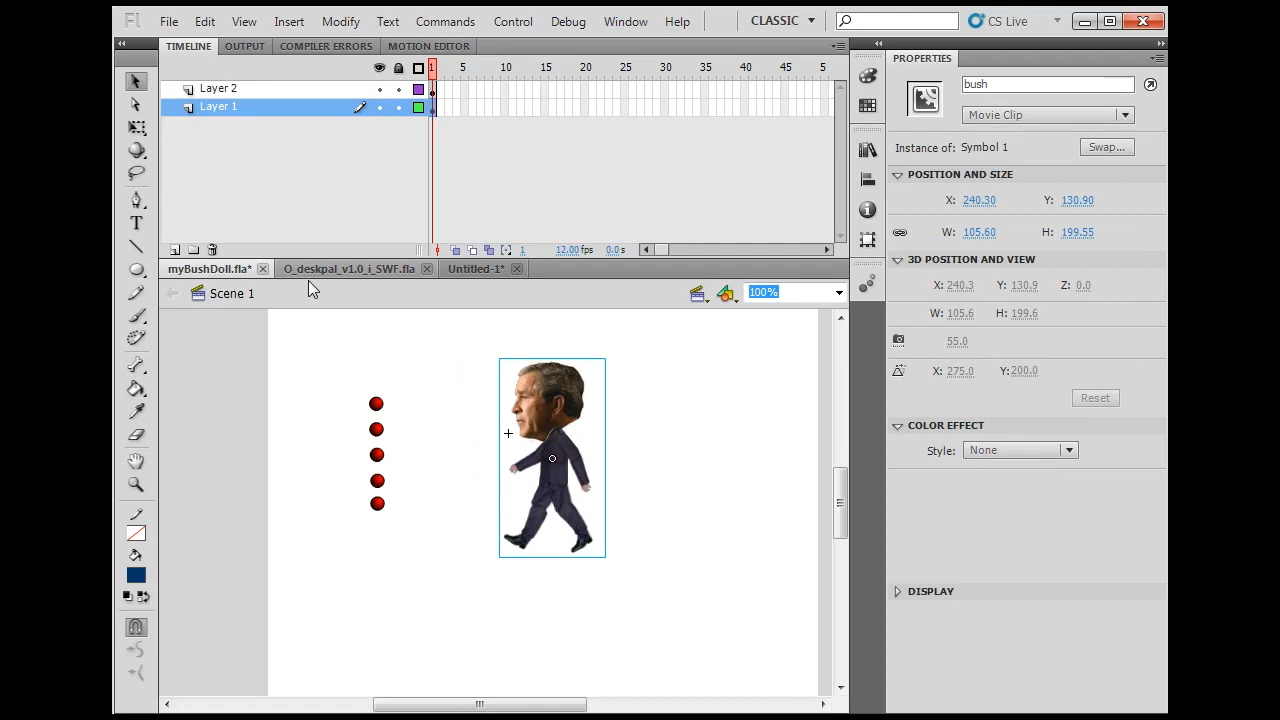 Fl File Edit View Insert Modify Text Commands Control Debug Window Help CLASSIC CS Live
TIMELINE OUTPUT COMPILER ERRORS MOTION EDITOR
1 5 10 15 20 25 30 35 40 45 5
Layer 2
Layer 1
1 12.00 fps 0.0 s
myBushDoll.fla* O_deskpal_v1.0_i_SWF.fla Untitled-1*
Scene 1 100%
PROPERTIES
bush
Movie Clip
Instance of: Symbol 1 Swap...
POSITION AND SIZE
X: 240.30 Y: 130.90
W: 105.60 H: 199.55
3D POSITION AND VIEW
X: 240.3 Y: 130.9 Z: 0.0
W: 105.6 H: 199.6
55.0
X: 275.0 Y: 200.0
Reset
COLOR EFFECT
Style: None
DISPLAY